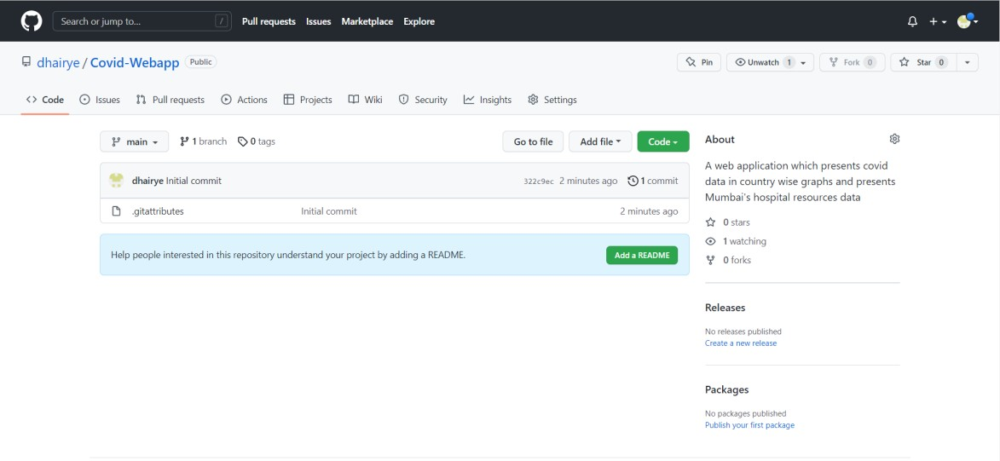 Search or jump to... /
Pull requests Issues Marketplace Explore
dhairye / Covid-Webapp Public
Pin Unwatch 1 Fork 0 Star 0
Code Issues Pull requests Actions Projects Wiki Security Insights Settings
main 1 branch 0 tags Go to file Add file Code
dhairye Initial commit 322c9ec 2 minutes ago 1 commit
.gitattributes Initial commit 2 minutes ago
Help people interested in this repository understand your project by adding a README. Add a README
About
A web application which presents covid
data in country wise graphs and presents
Mumbai's hospital resources data
0 stars
1 watching
0 forks
Releases
No releases published
Create a new release
Packages
No packages published
Publish your first package